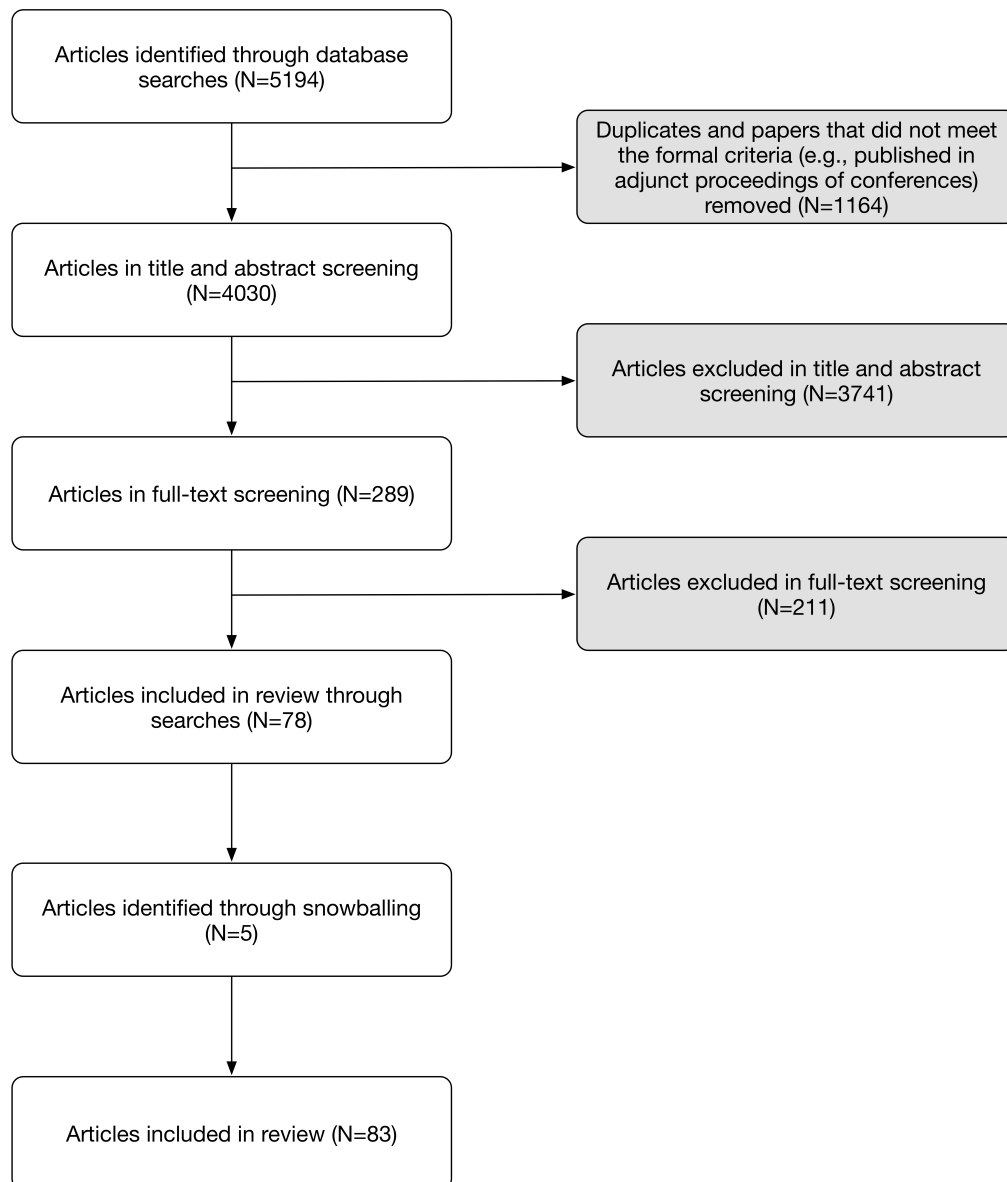 Articles identified through database
searches (N=5194)
Duplicates and papers that did not meet
the formal criteria (e.g., published in
adjunct proceedings of conferences)
removed (N=1164)
Articles in title and abstract screening
(N=4030)
Articles excluded in title and abstract
screening (N=3741)
Articles in full-text screening (N=289)
Articles excluded in full-text screening
(N=211)
Articles included in review through
searches (N=78)
Articles identified through snowballing
(N=5)
Articles included in review (N=83)